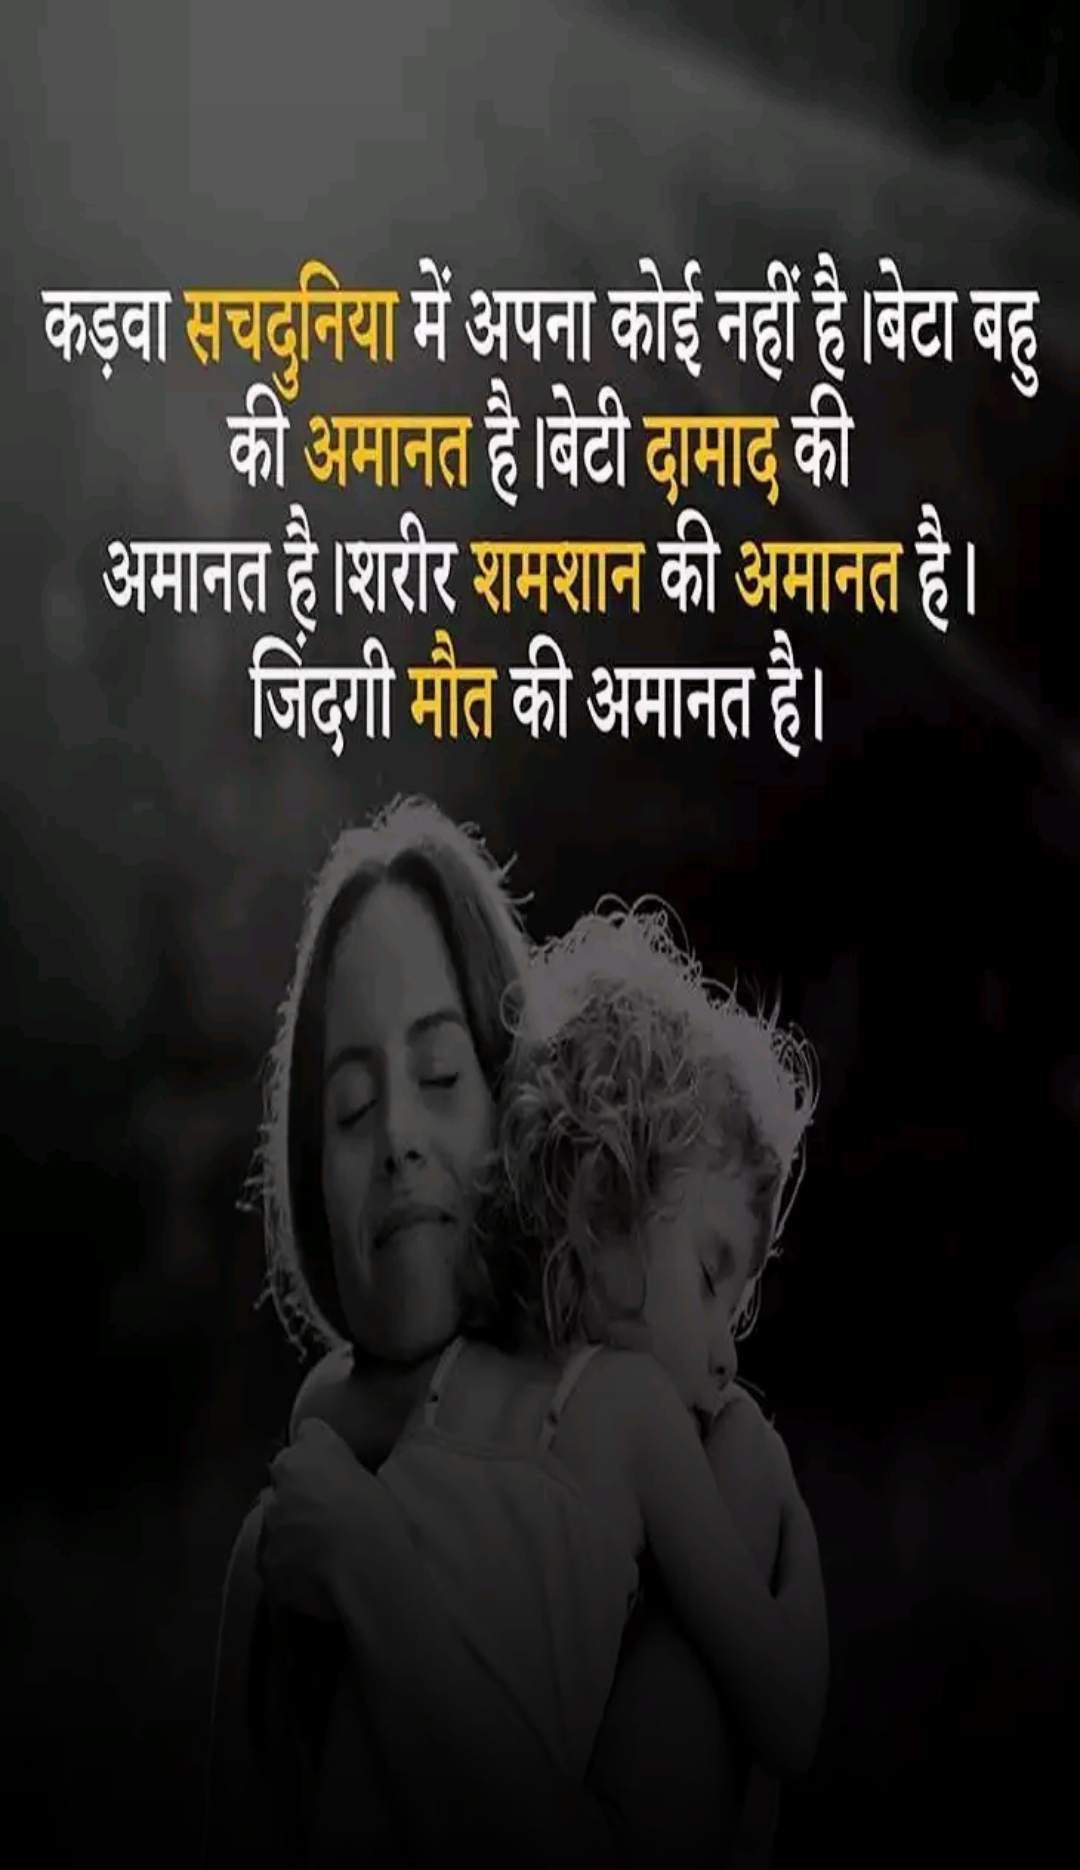 कड़वा सचदुनिया में अपना कोई नहीं है।बेटा बहु
की अमानत है।बेटी दामाद की
अमानत है।शरीर शमशान की अमानत है।
जिंदगी मौत की अमानत है।